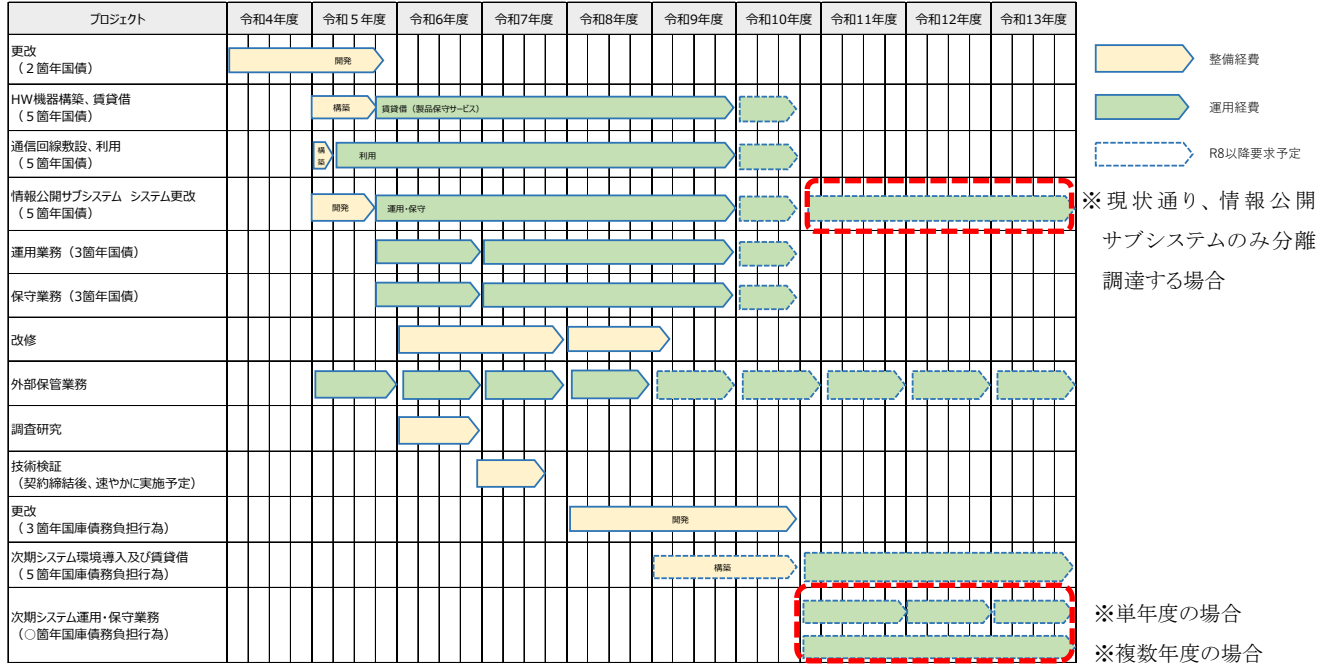 プロジェクト 令和4年度 令和5年度 令和6年度 令和7年度 令和8年度 令和9年度 令和10年度 令和11年度 令和12年度 令和13年度
更改
（２箇年国債）
開発
整備経費
HW機器構築、賃貸借
（５箇年国債）
構築 賃貸借（製品保守サービス）
運用経費
通信回線敷設、利用
（５箇年国債）
構築 利用
R8以降要求予定
情報公開サブシステム　システム更改
（５箇年国債）
開発 運用・保守
※現状通り、情報公開
サブシステムのみ分離
調達する場合
運用業務（3箇年国債）
保守業務（3箇年国債）
改修
外部保管業務
調査研究
技術検証
（契約締結後、速やかに実施予定）
更改
（３箇年国庫債務負担行為）
開発
次期システム環境導入及び賃貸借
（５箇年国庫債務負担行為）
構築
次期システム運用・保守業務
（○箇年国庫債務負担行為）
※単年度の場合
※複数年度の場合